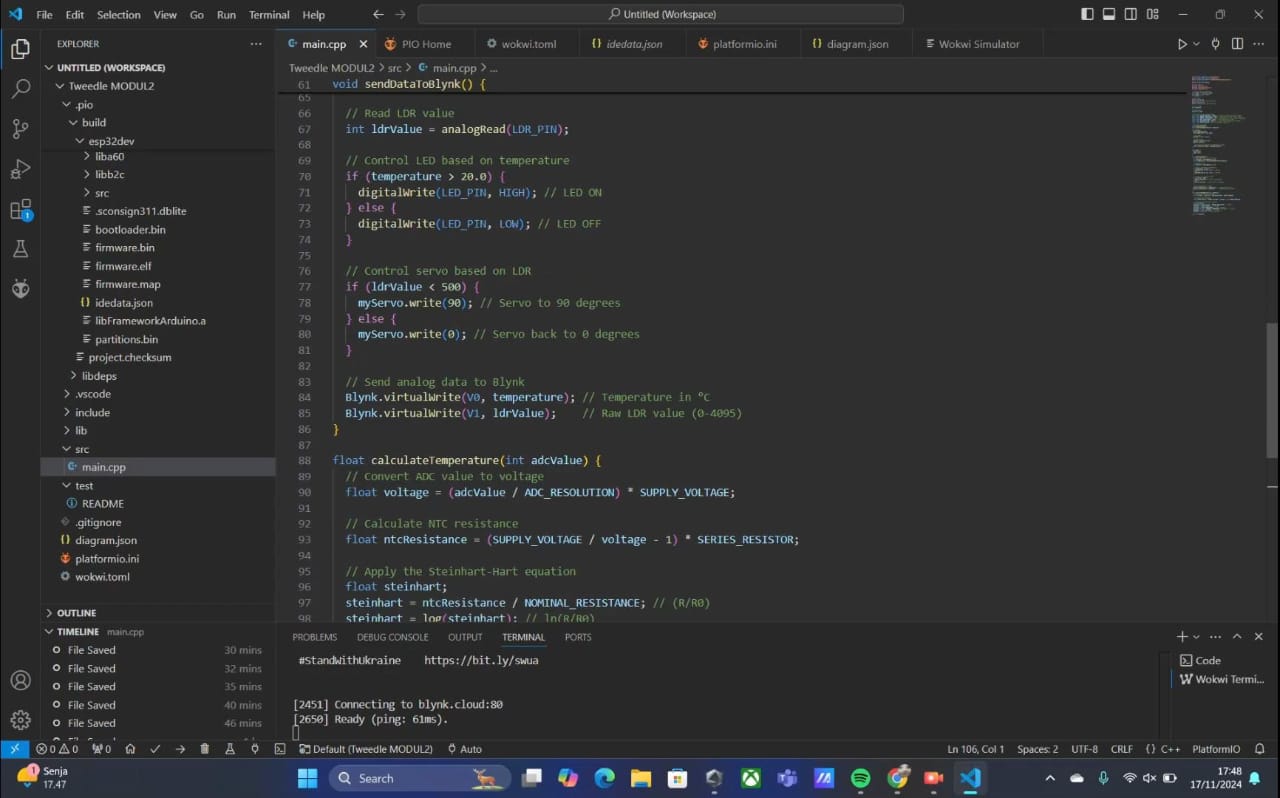 File Edit Selection View Go Run Terminal Help
Untitled (Workspace)
EXPLORER
UNTITLED (WORKSPACE)
Tweedle MODUL2
.pio
build
esp32dev
liba60
libb2c
src
.sconsign311.dblite
bootloader.bin
firmware.bin
firmware.elf
firmware.map
idedata.json
libFrameworkArduino.a
partitions.bin
project.checksum
libdeps
.vscode
include
lib
src
main.cpp
test
README
.gitignore
diagram.json
platformio.ini
wokwi.toml
OUTLINE
TIMELINE main.cpp
File Saved 30 mins
File Saved 32 mins
File Saved 35 mins
File Saved 40 mins
File Saved 46 mins
main.cpp PIO Home wokwi.toml idedata.json platformio.ini diagram.json Wokwi Simulator
Tweedle MODUL2 > src > main.cpp > ...
61 void sendDataToBlynk() {
65
66 // Read LDR value
67 int ldrValue = analogRead(LDR_PIN);
68
69 // Control LED based on temperature
70 if (temperature > 20.0) {
71 digitalWrite(LED_PIN, HIGH); // LED ON
72 } else {
73 digitalWrite(LED_PIN, LOW); // LED OFF
74 }
75
76 // Control servo based on LDR
77 if (ldrValue < 500) {
78 myServo.write(90); // Servo to 90 degrees
79 } else {
80 myServo.write(0); // Servo back to 0 degrees
81 }
82
83 // Send analog data to Blynk
84 Blynk.virtualWrite(V0, temperature); // Temperature in °C
85 Blynk.virtualWrite(V1, ldrValue); // Raw LDR value (0-4095)
86 }
87
88 float calculateTemperature(int adcValue) {
89 // Convert ADC value to voltage
90 float voltage = (adcValue / ADC_RESOLUTION) * SUPPLY_VOLTAGE;
91
92 // Calculate NTC resistance
93 float ntcResistance = (SUPPLY_VOLTAGE / voltage - 1) * SERIES_RESISTOR;
94
95 // Apply the Steinhart-Hart equation
96 float steinhart;
97 steinhart = ntcResistance / NOMINAL_RESISTANCE; // (R/R0)
98 steinhart = log(steinhart); // ln(R/R0)
PROBLEMS DEBUG CONSOLE OUTPUT TERMINAL PORTS
#StandWithUkraine https://bit.ly/swua
[2451] Connecting to blynk.cloud:80
[2650] Ready (ping: 61ms).
Code
Wokwi Termi...
0 0 0 Default (Tweedle MODUL2) Auto Ln 106, Col 1 Spaces: 2 UTF-8 CRLF {} C++ PlatformIO
1 Senja
17.47
Search
17:48
17/11/2024